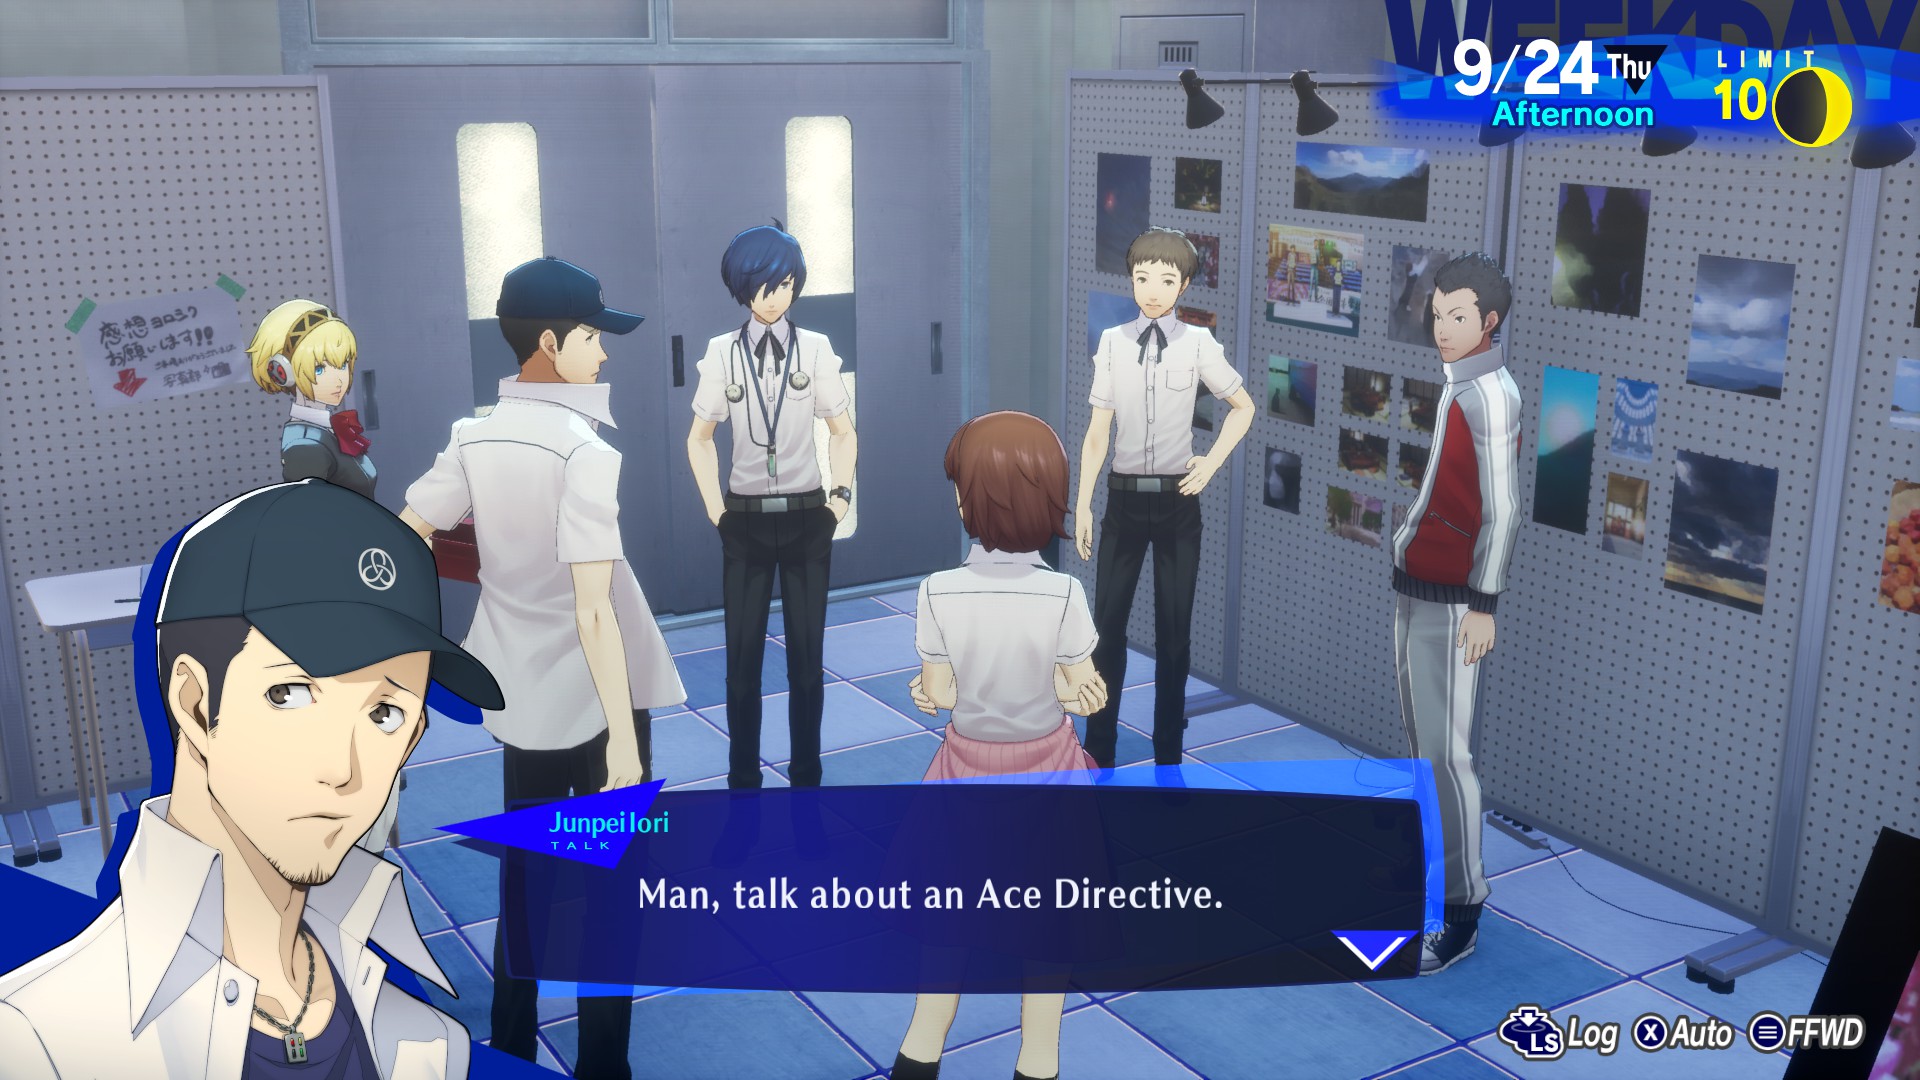 WEEKDAY
9/24 Thu
Afternoon
LIMIT
10
感想ヨロシク
お願いします!!
Junpei Iori
TALK
Man, talk about an Ace Directive.
LS Log X Auto FFWD